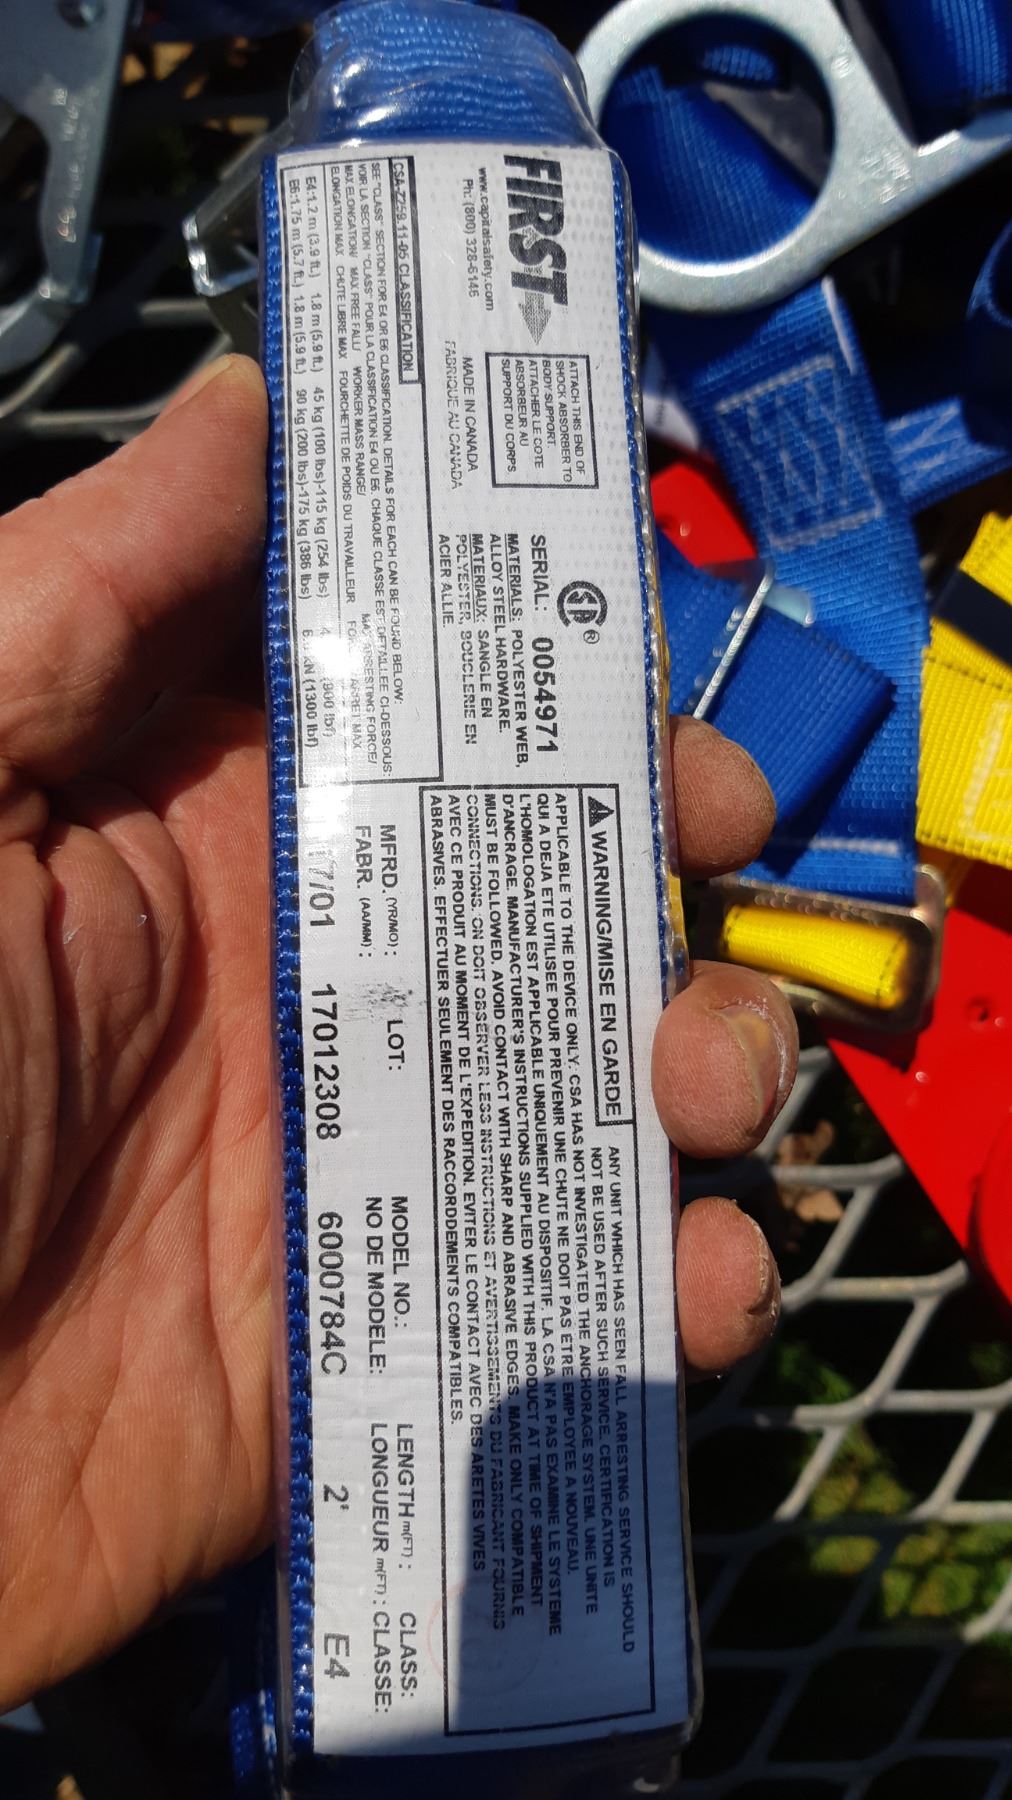 FIRST
www.capitalsafety.com
Ph: (800) 328-6146
ATTACH THIS END OF
SHOCK ABSORBER TO
BODY SUPPORT.
ATTACHER LE COTE
ABSORBEUR AU
SUPPORT DU CORPS.
MADE IN CANADA
FABRIQUE AU CANADA
®
SERIAL: 0054971
MATERIALS: POLYESTER WEB,
ALLOY STEEL HARDWARE.
MATERIAUX: SANGLE EN
POLYESTER, BOUCLERIE EN
ACIER ALLIE.
CSA-Z259.11-05 CLASSIFICATION
SEE "CLASS" SECTION FOR E4 OR E6 CLASSIFICATION. DETAILS FOR EACH CAN BE FOUND BELOW:
VOIR LA SECTION "CLASS" POUR LA CLASSIFICATION E4 OU E6. CHAQUE CLASSE EST DETAILLEE CI-DESSOUS:
MAX. ELONGATION/ MAX. FREE FALL/ WORKER MASS RANGE/ MAX ARRESTING FORCE/
ELONGATION MAX CHUTE LIBRE MAX FOURCHETTE DE POIDS DU TRAVAILLEUR MAX
E4:1.2 m (3.9 ft.) 1.8 m (5.9 ft.) 45 kg (100 lbs)-115 kg (254 lbs) (900 lbf)
E6:1.75 m (5.7 ft.) 1.8 m (5.9 ft.) 90 kg (200 lbs)-175 kg (386 lbs) (1300 lbf)
WARNING/MISE EN GARDE
ANY UNIT WHICH HAS SEEN FALL ARRESTING SERVICE SHOULD
NOT BE USED AFTER SUCH SERVICE. CERTIFICATION IS
APPLICABLE TO THE DEVICE ONLY. CSA HAS NOT INVESTIGATED THE ANCHORAGE SYSTEM. UNE UNITE
QUI A DEJA ETE UTILISEE POUR PREVENIR UNE CHUTE NE DOIT PAS ÊTRE EMPLOYEE A NOUVEAU.
L'HOMOLOGATION EST APPLICABLE UNIQUEMENT AU DISPOSITIF. LA CSA N'A PAS EXAMINE LE SYSTEME
D'ANCRAGE. MANUFACTURER'S INSTRUCTIONS SUPPLIED WITH THIS PRODUCT AT TIME OF SHIPMENT
MUST BE FOLLOWED. AVOID CONTACT WITH SHARP AND ABRASIVE EDGES. MAKE ONLY COMPATIBLE
CONNECTIONS. ON DOIT OBSERVER LES INSTRUCTIONS ET AVERTISSEMENTS DU FABRICANT FOURNIS
AVEC CE PRODUIT AU MOMENT DE L'EXPEDITION. EVITER LE CONTACT AVEC DES ARETES VIVES
ABRASIVES. EFFECTUER SEULEMENT DES RACCORDDEMENTS COMPATIBLES.
MFRD. (YR/MO): LOT: MODEL NO.: LENGTH m(FT): CLASS:
FABR. (AA/MM): NO DE MODELE: LONGUEUR m(FT): CLASSE:
17/01 17012308 6000784C 2' E4